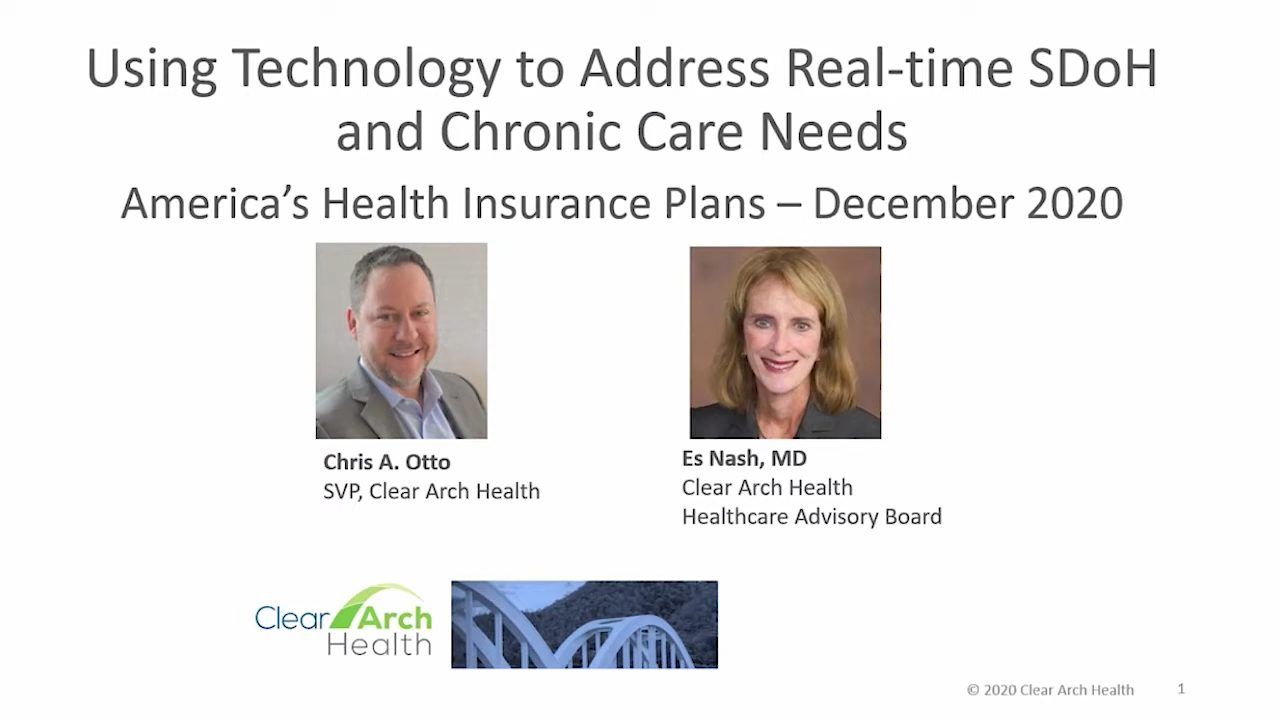 Using Technology to Address Real-time SDoH
and Chronic Care Needs
America's Health Insurance Plans – December 2020
Chris A. Otto
SVP, Clear Arch Health
Es Nash, MD
Clear Arch Health
Healthcare Advisory Board
Clear Arch
Health
© 2020 Clear Arch Health
1